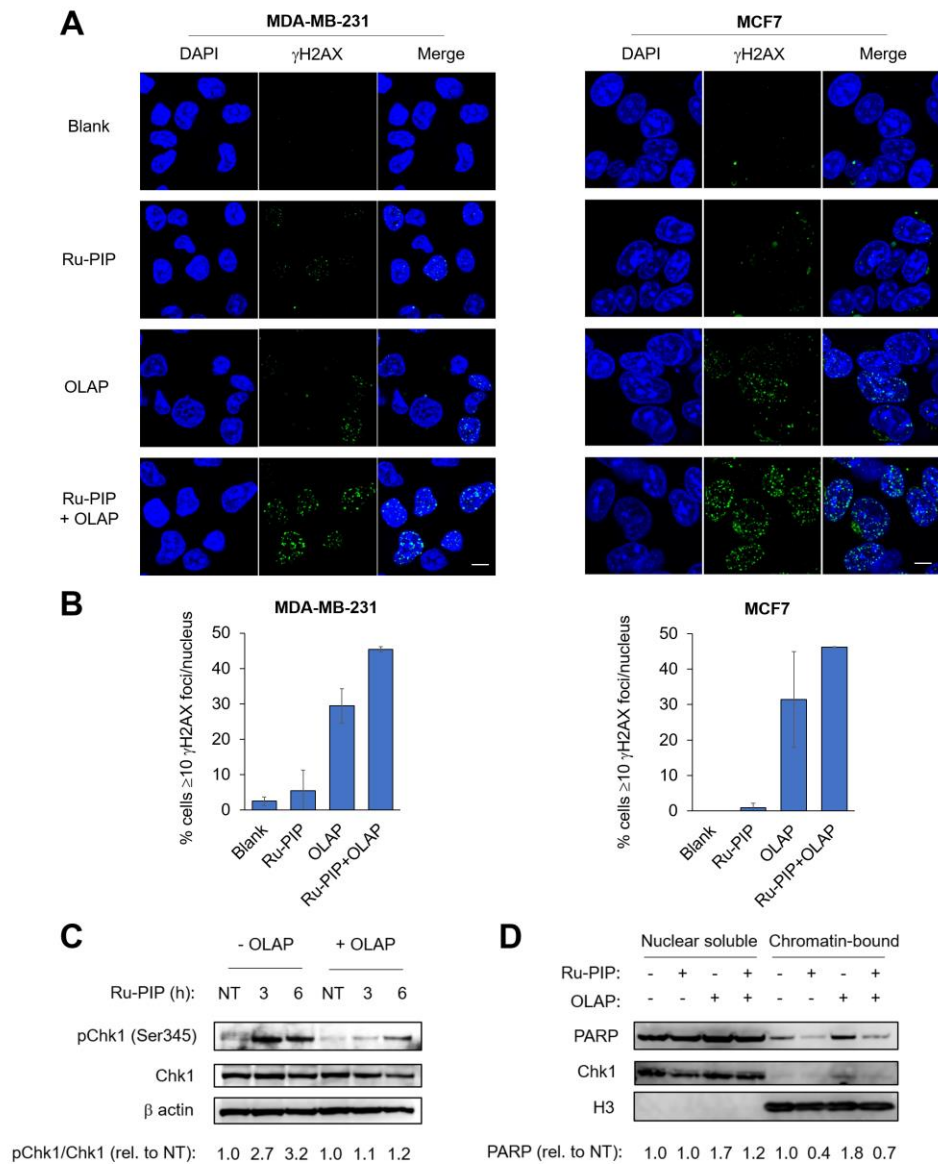 A
MDA-MB-231
MCF7
DAPI γH2AX Merge
DAPI γH2AX Merge
Blank
Ru-PIP
OLAP
Ru-PIP
+ OLAP
B
MDA-MB-231
% cells ≥10 γH2AX foci/nucleus
50
40
30
20
10
0
Blank
Ru-PIP
OLAP
Ru-PIP+OLAP
MCF7
% cells ≥10 γH2AX foci/nucleus
50
40
30
20
10
0
Blank
Ru-PIP
OLAP
Ru-PIP+OLAP
C
- OLAP + OLAP
Ru-PIP (h): NT 3 6 NT 3 6
pChk1 (Ser345)
Chk1
β actin
pChk1/Chk1 (rel. to NT): 1.0 2.7 3.2 1.0 1.1 1.2
D
Nuclear soluble Chromatin-bound
Ru-PIP: - + - + - + - +
OLAP: - - + + - - + +
PARP
Chk1
H3
PARP (rel. to NT): 1.0 1.0 1.7 1.2 1.0 0.4 1.8 0.7